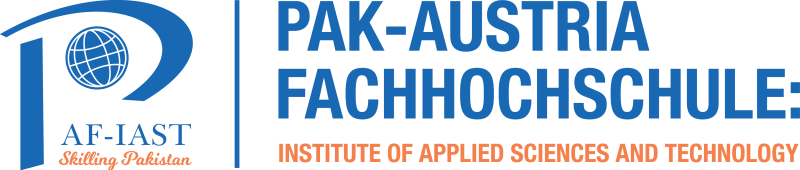 AF-IAST
Skilling Pakistan
PAK-AUSTRIA
FACHHOCHSCHULE:
INSTITUTE OF APPLIED SCIENCES AND TECHNOLOGY